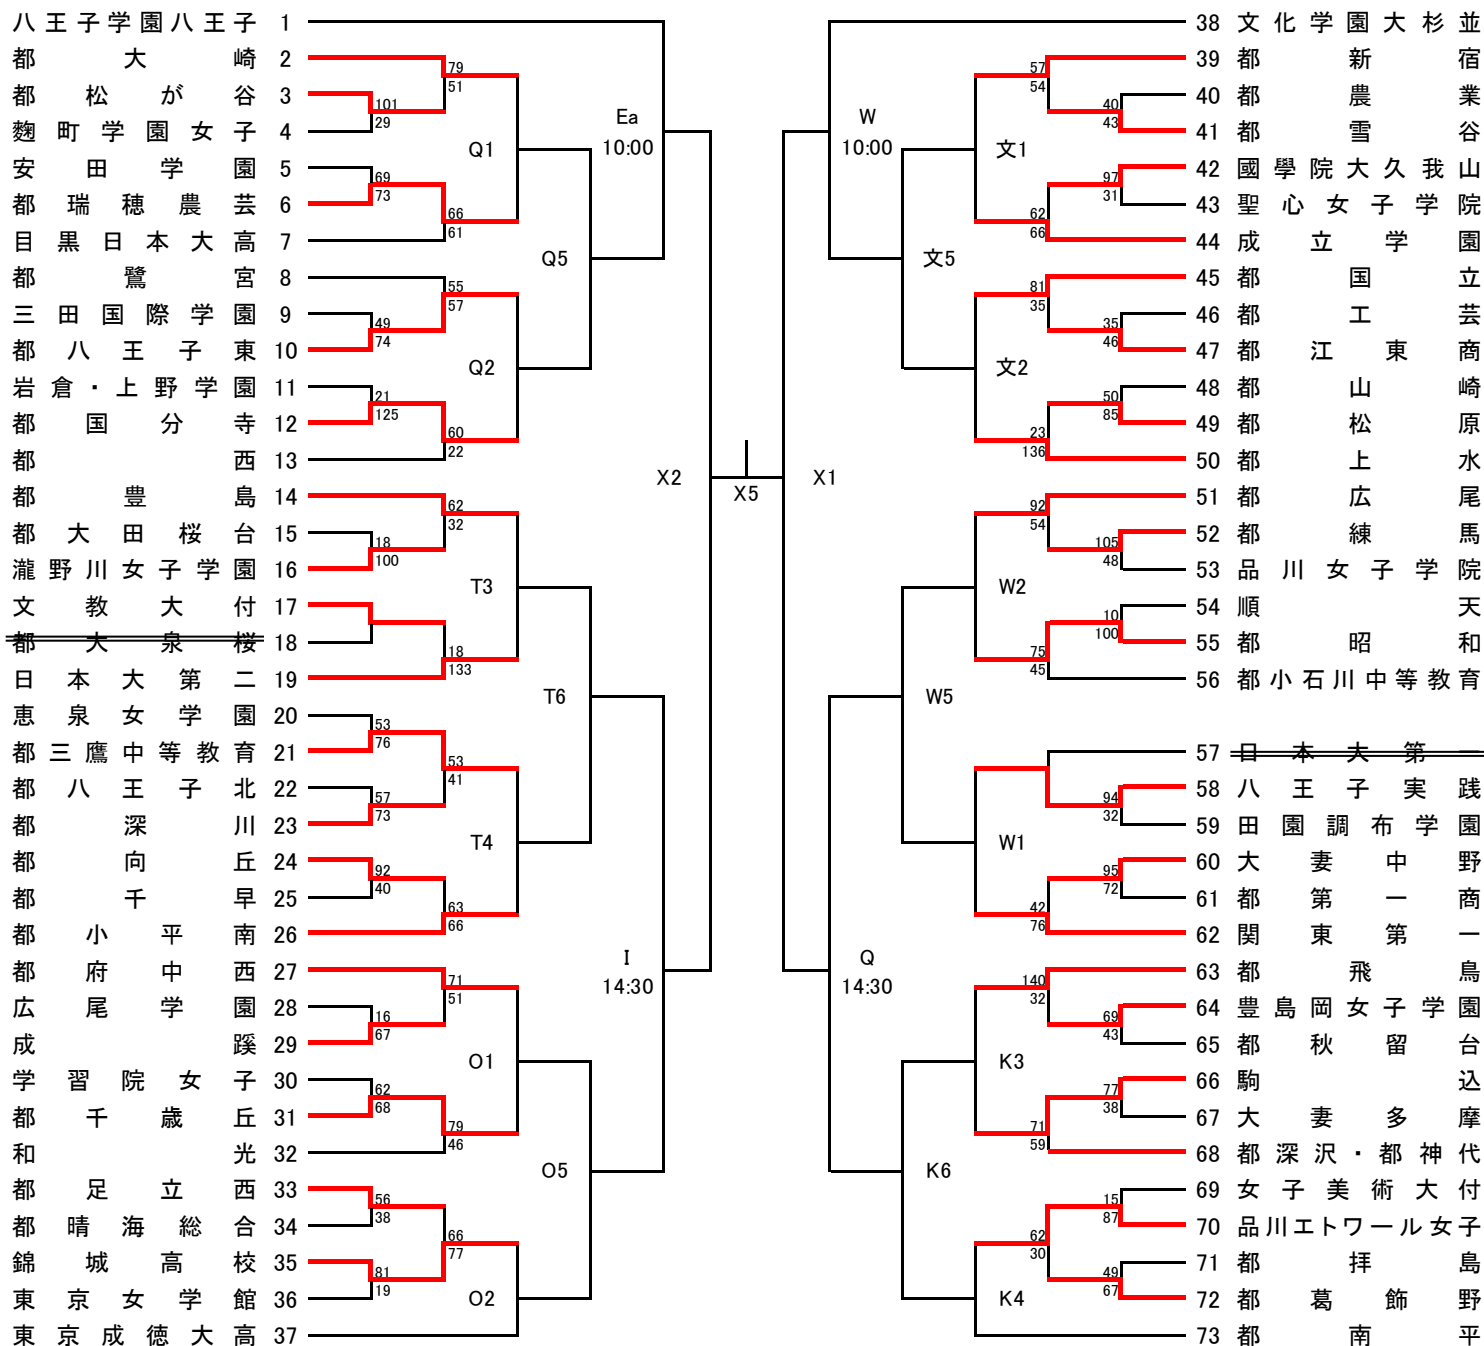 八王子学園八王子 1
都大崎 2
都松が谷 3
麴町学園女子 4
安田学園 5
都瑞穂農芸 6
目黒日本大高 7
都鷺宮 8
三田国際学園 9
都八王子東 10
岩倉・上野学園 11
都国分寺 12
都西 13
都豊島 14
都大田桜台 15
瀧野川女子学園 16
文教大付 17
都大泉桜 18
日本大第二 19
恵泉女学園 20
都三鷹中等教育 21
都八王子北 22
都深川 23
都向丘 24
都千早 25
都小平南 26
都府中西 27
広尾学園 28
成蹊 29
学習院女子 30
都千歳丘 31
和光 32
都足立西 33
都晴海総合 34
錦城高校 35
東京女学館 36
東京成徳大高 37
79
51
101
29
69
73
66
61
55
57
49
74
21
125
60
22
62
32
18
100
18
133
53
76
53
41
57
73
92
40
63
66
71
51
16
67
62
68
79
46
56
38
66
77
81
19
Q1
Q2
T3
T4
O1
O2
Q5
T6
O5
Ea
10:00
I
14:30
X2
X5
X1
W
10:00
Q
14:30
文5
W5
K6
文1
文2
W2
W1
K3
K4
57
54
40
43
97
31
62
66
81
35
35
46
50
85
23
136
92
54
105
48
10
100
75
45
94
32
95
72
42
76
140
32
69
43
77
38
71
59
15
87
62
30
49
67
38 文化学園大杉並
39 都新宿
40 都農業
41 都雪谷
42 國學院大久我山
43 聖心女子学院
44 成立学園
45 都国立
46 都工芸
47 都江東商
48 都山崎
49 都松原
50 都上水
51 都広尾
52 都練馬
53 品川女子学院
54 順天
55 都昭和
56 都小石川中等教育
57 日本大第一
58 八王子実践
59 田園調布学園
60 大妻中野
61 都第一商
62 関東第一
63 都飛鳥
64 豊島岡女子学園
65 都秋留台
66 駒込
67 大妻多摩
68 都深沢・都神代
69 女子美術大付
70 品川エトワール女子
71 都拝島
72 都葛飾野
73 都南平